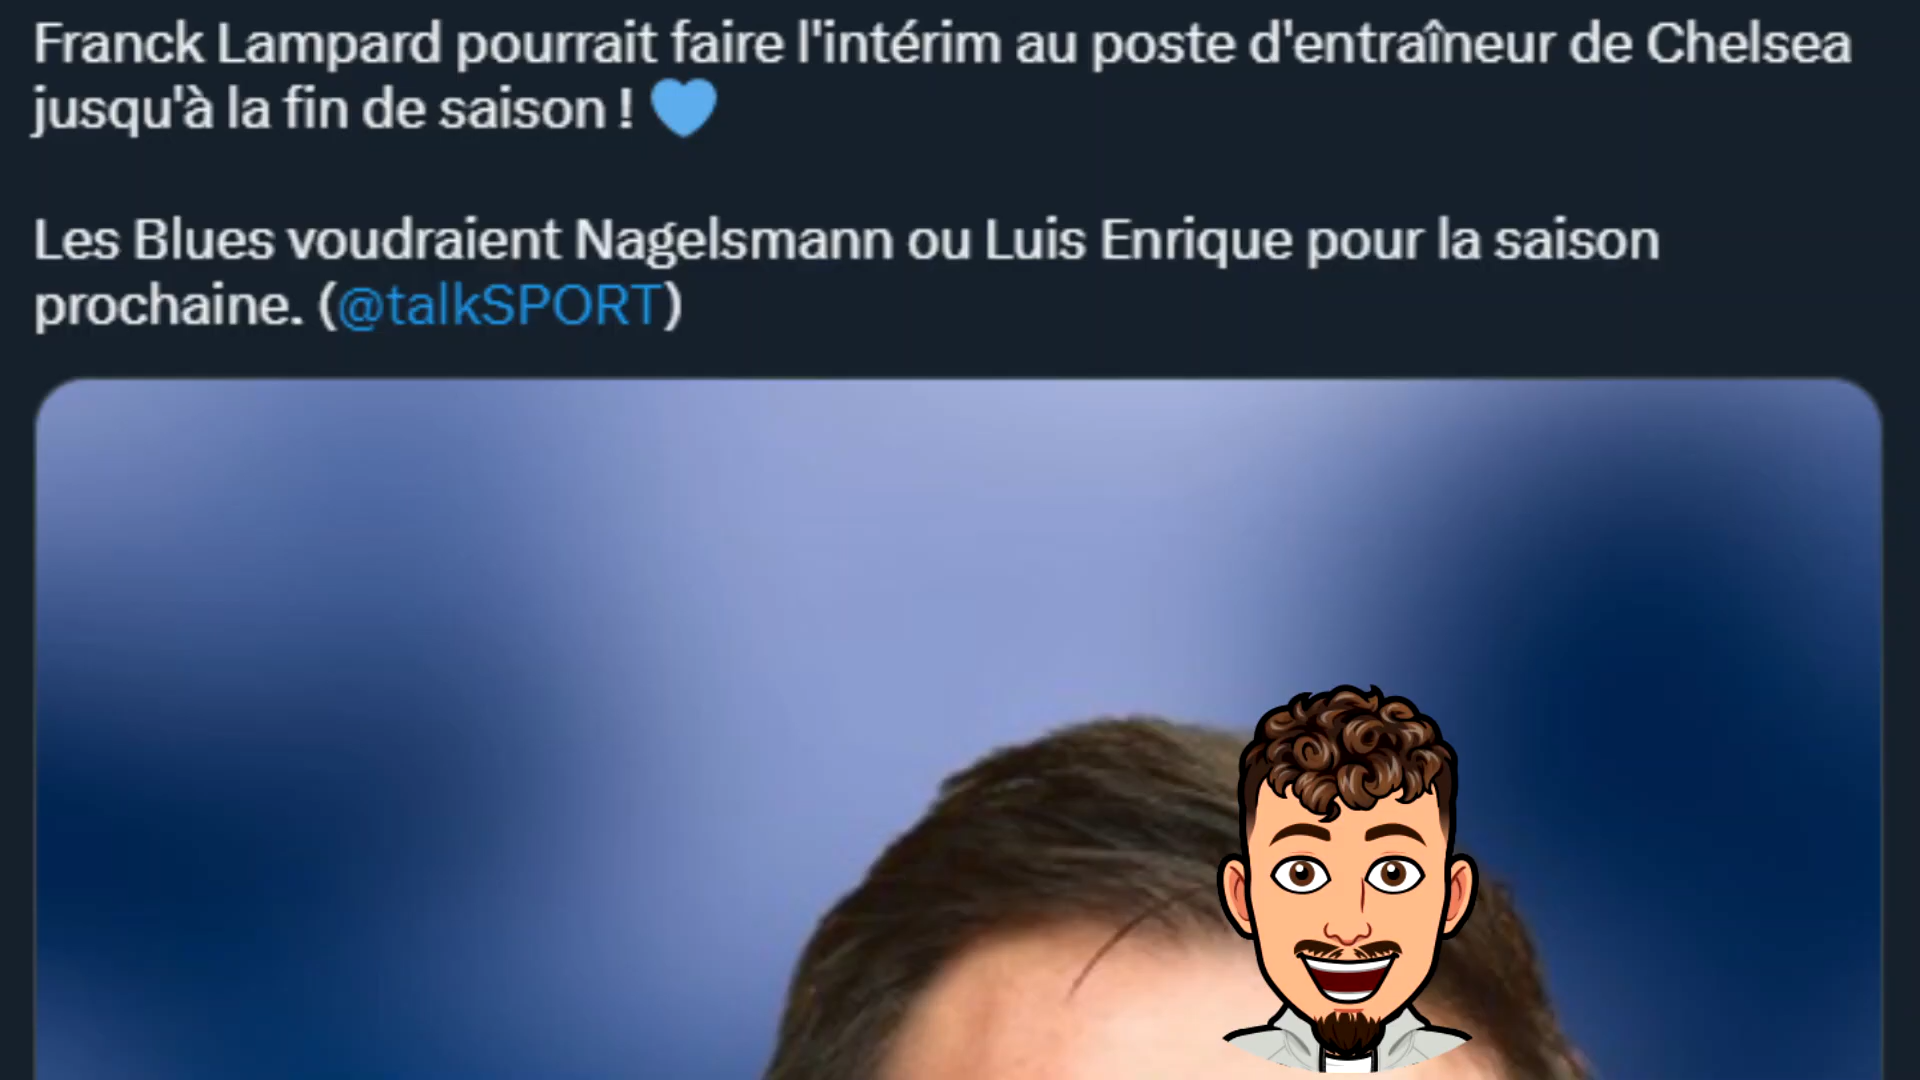 Franck Lampard pourrait faire l'intérim au poste d'entraîneur de Chelsea
jusqu'à la fin de saison ! 💙
Les Blues voudraient Nagelsmann ou Luis Enrique pour la saison
prochaine. (@talkSPORT)